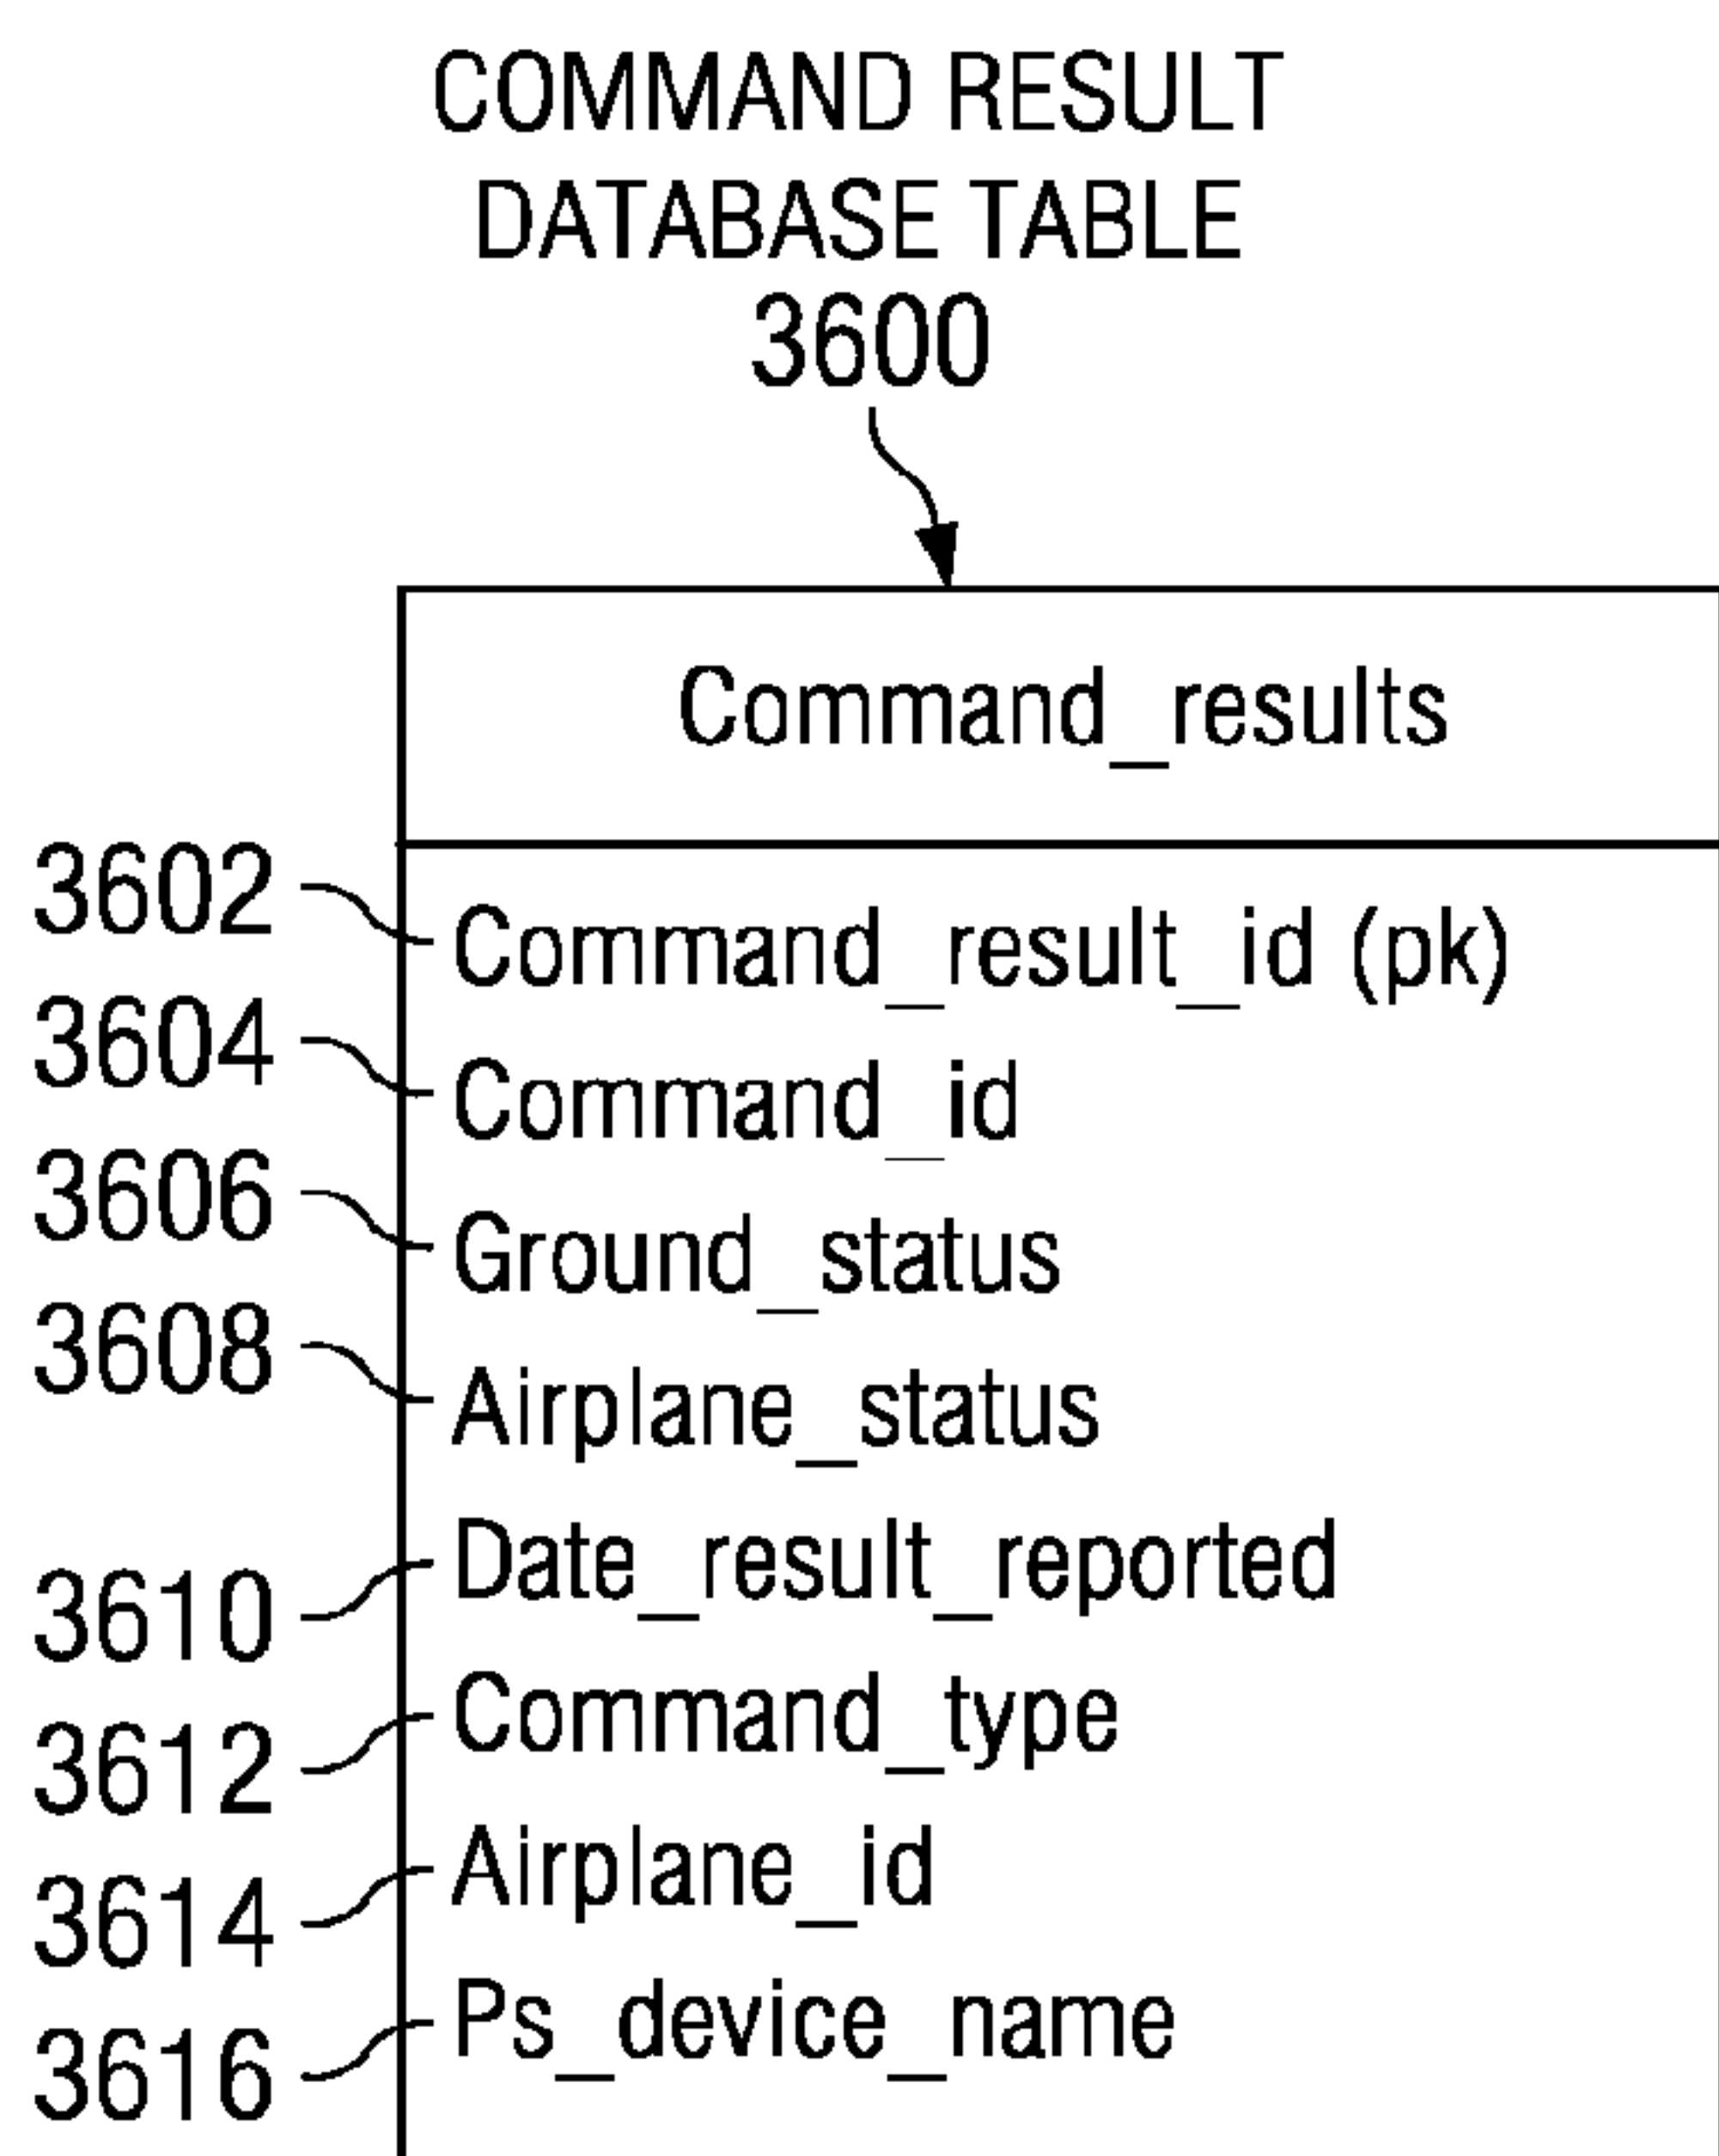 COMMAND RESULT
DATABASE TABLE
3600
Command_results
3602 Command_result_id (pk)
3604 Command_id
3606 Ground_status
3608 Airplane_status
3610 Date_result_reported
3612 Command_type
3614 Airplane_id
3616 Ps_device_name